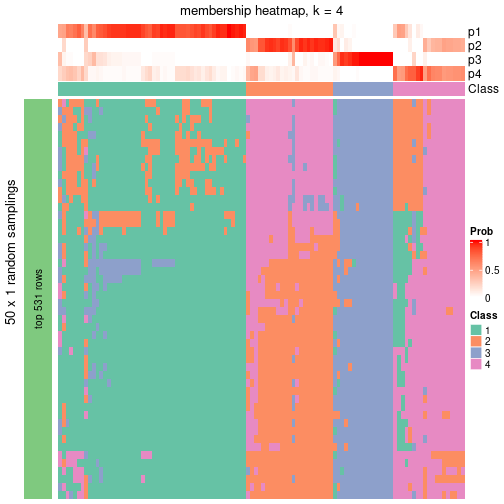 membership heatmap, k = 4
p1
p2
p3
p4
Class
50 x 1 random samplings
top 531 rows
Prob
1
0.5
0
Class
1
2
3
4